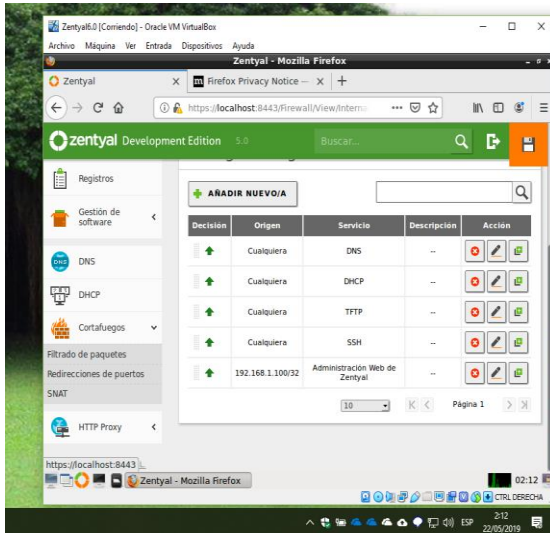 Zentyal6.0 [Corriendo] - Oracle VM VirtualBox
Archivo Máquina Ver Entrada Dispositivos Ayuda
Zentyal - Mozilla Firefox
Zentyal
Firefox Privacy Notice —
https://localhost:8443/Firewall/View/Interna
zentyal Development Edition 5.0
Buscar...
Registros
Gestión de software
DNS
DHCP
Cortafuegos
Filtrado de paquetes
Redirecciones de puertos
SNAT
HTTP Proxy
AÑADIR NUEVO/A
Decisión Origen Servicio Descripción Acción
Cualquiera DNS --
Cualquiera DHCP --
Cualquiera TFTP --
Cualquiera SSH --
192.168.1.100/32 Administración Web de Zentyal --
10 Página 1
https://localhost:8443
Zentyal - Mozilla Firefox
02:12
CTRL DERECHA
ESP
2:12
22/05/2019